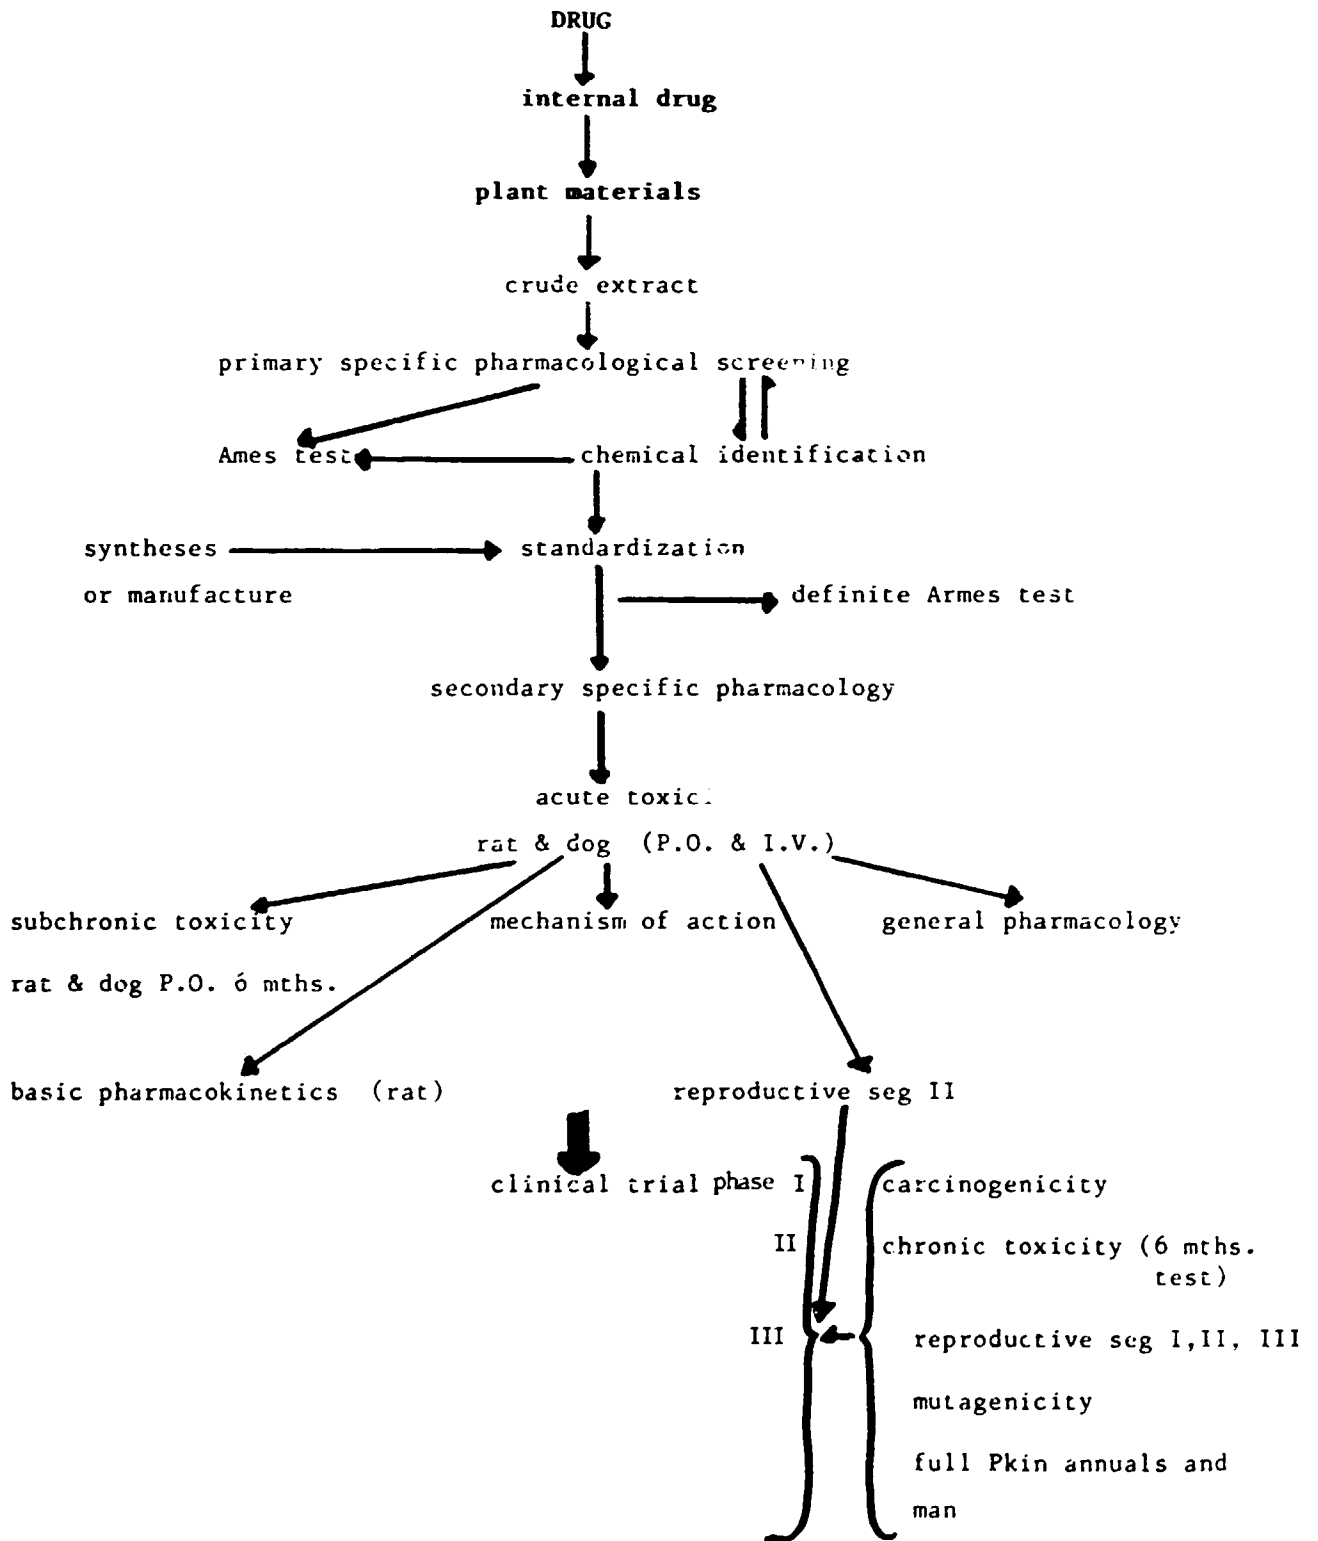 DRUG
internal drug
plant materials
crude extract
primary specific pharmacological screening
Ames test
chemical identification
syntheses
standardization
or manufacture
definite Armes test
secondary specific pharmacology
acute
rat & dog (P.O. & I.V.)
subchronic toxicity
mechanism of action
general pharmacology
rat & dog P.O. 6 mths.
basic pharmacokinetics (rat)
reproductive seg II
clinical trial phase I
carcinogenicity
II
chronic toxicity (6 mths.
test)
III
reproductive seg I,II, III
mutagenicity
full Pkin annuals and
man